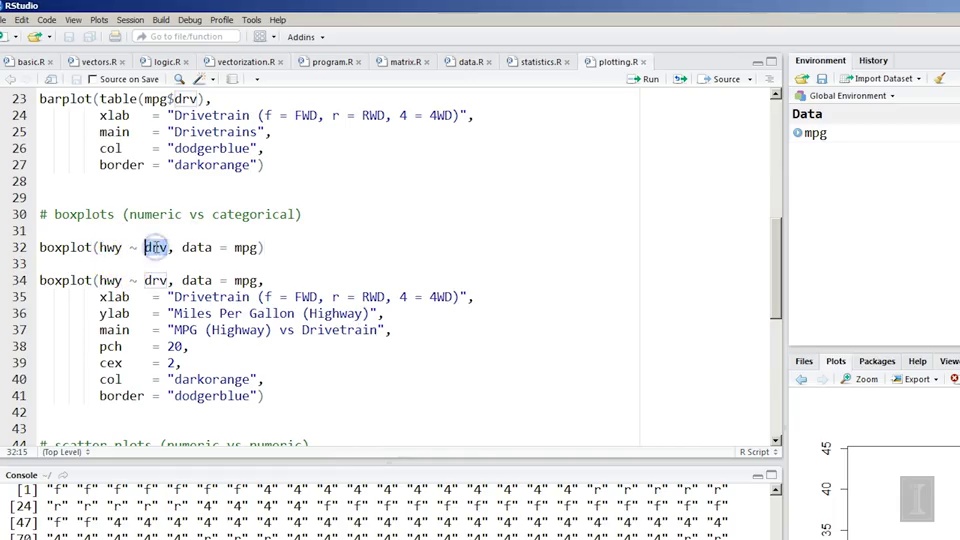 RStudio
le Edit Code View Plots Session Build Debug Profile Tools Help
Go to file/function Addins
basic.R vectors.R logic.R vectorization.R program.R matrix.R data.R statistics.R plotting.R
Source on Save Run Source
23 barplot(table(mpg$drv),
24 xlab = "Drivetrain (f = FWD, r = RWD, 4 = 4WD)",
25 main = "Drivetrains",
26 col = "dodgerblue",
27 border = "darkorange")
28
29
30 # boxplots (numeric vs categorical)
31
32 boxplot(hwy ~ drv, data = mpg)
33
34 boxplot(hwy ~ drv, data = mpg,
35 xlab = "Drivetrain (f = FWD, r = RWD, 4 = 4WD)",
36 ylab = "Miles Per Gallon (Highway)",
37 main = "MPG (Highway) vs Drivetrain",
38 pch = 20,
39 cex = 2,
40 col = "darkorange",
41 border = "dodgerblue")
42
43
44 # scatter plots (numeric vs numeric)
32:15 (Top Level) R Script
Console ~/
[1] "f" "f" "f" "f" "f" "f" "f" "4" "4" "4" "4" "4" "4" "4" "4" "4" "4" "4" "r" "r" "r" "r" "r"
[24] "r" "r" "r" "r" "r" "4" "4" "4" "4" "f" "f" "f" "f" "f" "f" "f" "f" "f" "f" "f" "f" "f" "f"
[47] "f" "f" "4" "4" "4" "4" "4" "4" "4" "4" "4" "4" "4" "4" "4" "4" "4" "4" "4" "4" "4" "4" "4"
Environment History
Import Dataset
Global Environment
Data
mpg
Files Plots Packages Help View
Zoom Export
45
40
35